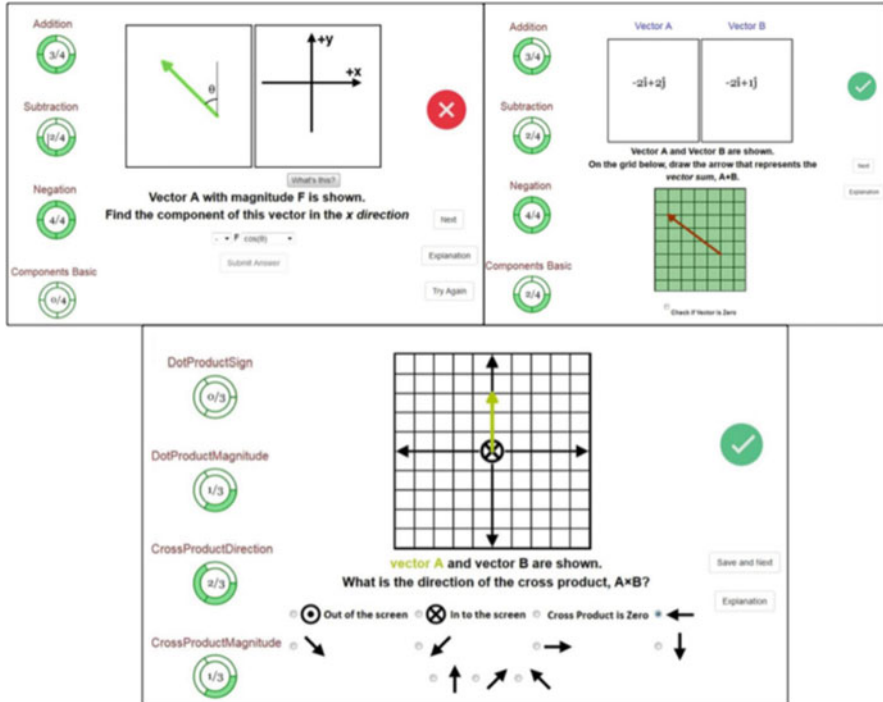 Addition
3/4
Subtraction
2/4
Negation
4/4
Components Basic
0/4
θ
+y
+x
What's this?
Vector A with magnitude F is shown.
Find the component of this vector in the x direction
- F cos(θ)
Submit Answer
Next
Explanation
Try Again
Addition
3/4
Subtraction
2/4
Negation
4/4
Components Basic
2/4
Vector A Vector B
-2î+2ĵ -2î+1ĵ
Vector A and Vector B are shown.
On the grid below, draw the arrow that represents the
vector sum, A+B.
Check if Vector is Zero
Next
Explanation
DotProductSign
0/3
DotProductMagnitude
1/3
CrossProductDirection
2/3
CrossProductMagnitude
1/3
vector A and vector B are shown.
What is the direction of the cross product, A×B?
Out of the screen In to the screen Cross Product is Zero
Save and Next
Explanation